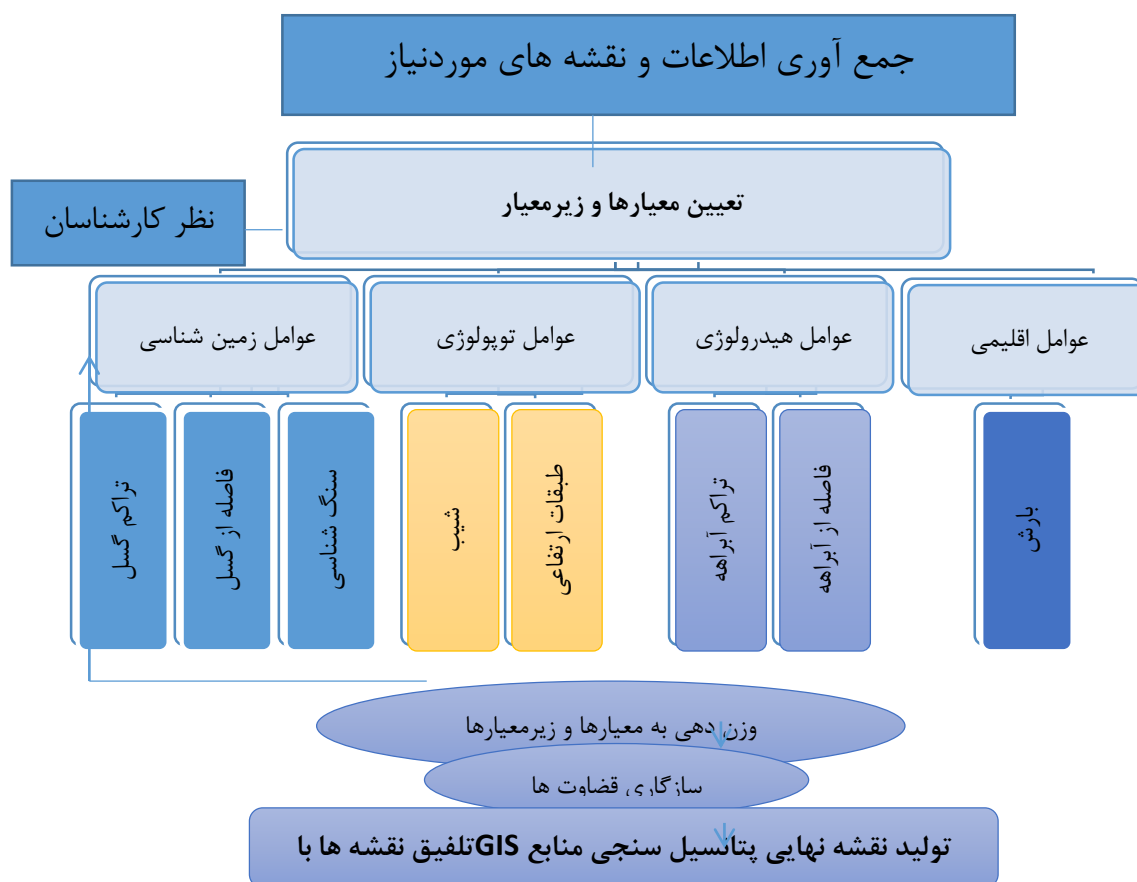 جمع آوری اطلاعات و نقشه های موردنیاز
تعیین معیارها و زیرمعیار
نظر کارشناسان
عوامل اقلیمی
عوامل هیدرولوژی
عوامل توپولوژی
عوامل زمین شناسی
بارش
فاصله از آبراهه
تراکم آبراهه
طبقات ارتفاعی
شیب
سنگ شناسی
فاصله از گسل
تراکم گسل
وزن دهی به معیارها و زیرمعیارها
سازگاری قضاوت ها
تولید نقشه نهایی پتانسیل سنجی منابع GISتلفیق نقشه ها با